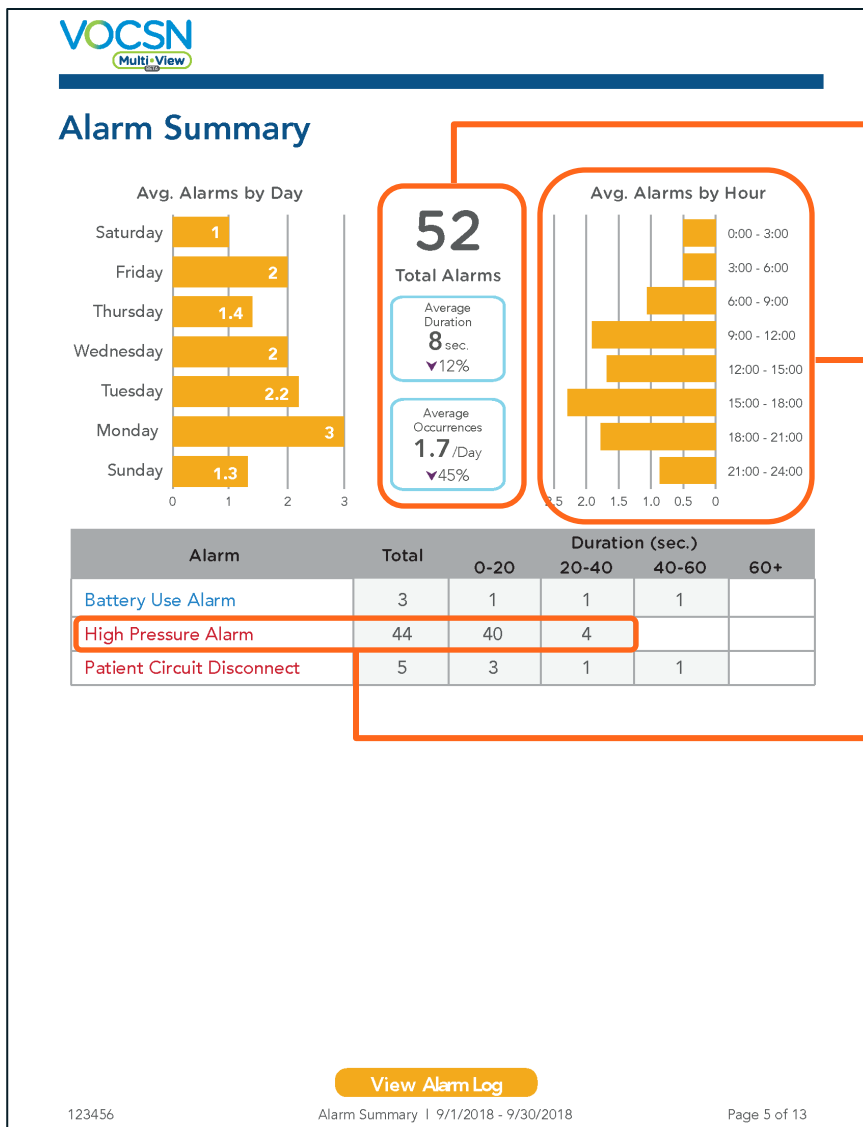 VOCSN
Multi View
BETA
Alarm Summary
Avg. Alarms by Day
Saturday 1
Friday 2
Thursday 1.4
Wednesday 2
Tuesday 2.2
Monday 3
Sunday 1.3
0 1 2 3
52
Total Alarms
Average
Duration
8 sec.
12%
Average
Occurrences
1.7 /Day
45%
Avg. Alarms by Hour
0:00 - 3:00
3:00 - 6:00
6:00 - 9:00
9:00 - 12:00
12:00 - 15:00
15:00 - 18:00
18:00 - 21:00
21:00 - 24:00
2.0 1.5 1.0 0.5 0
Alarm Total Duration (sec.)
0-20 20-40 40-60 60+
Battery Use Alarm 3 1 1 1
High Pressure Alarm 44 40 4
Patient Circuit Disconnect 5 3 1 1
View Alarm Log
123456 Alarm Summary | 9/1/2018 - 9/30/2018 Page 5 of 13